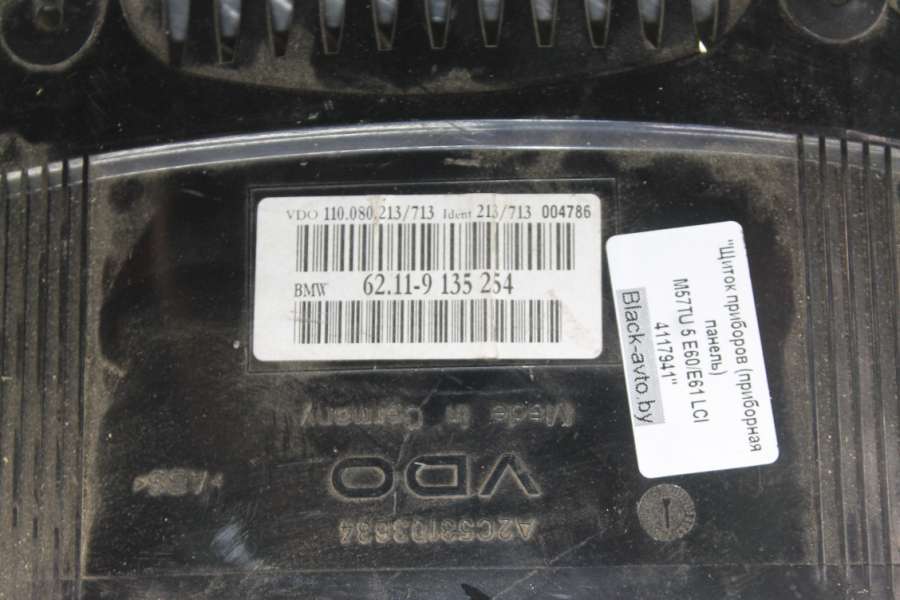 VDO 110.080.213/713 Ident 213/713 004786
BMW 62.11-9 135 254
"Щиток приборов (приборная
панель)
M57TU 5 E60/E61 LCI
4117941"
Black-avto.by
Made in Germany
VDO
>ABS<
A2C53103634